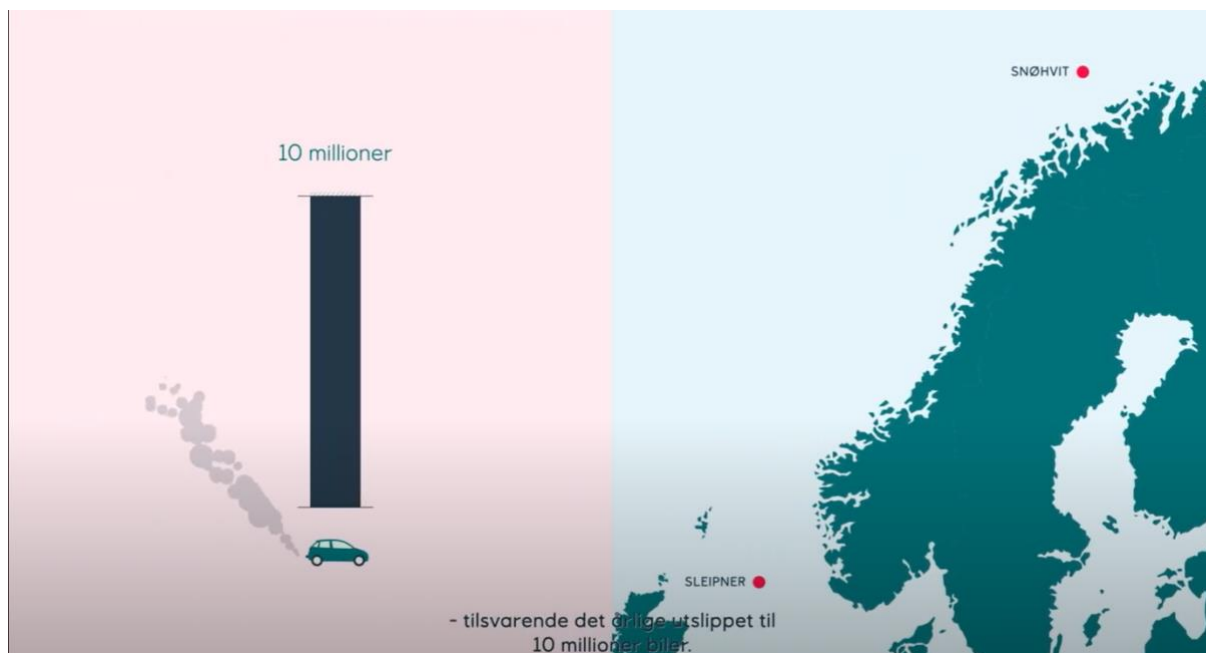 10 millioner
SNØHVIT
SLEIPNER
- tilsvarende det årlige utslippet til
10 millioner biler.